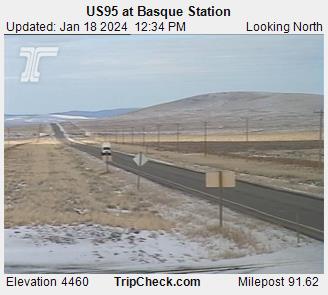 US95 at Basque Station
Updated: Jan 18 2024 12:34 PM Looking North
Elevation 4460 TripCheck.com Milepost 91.62